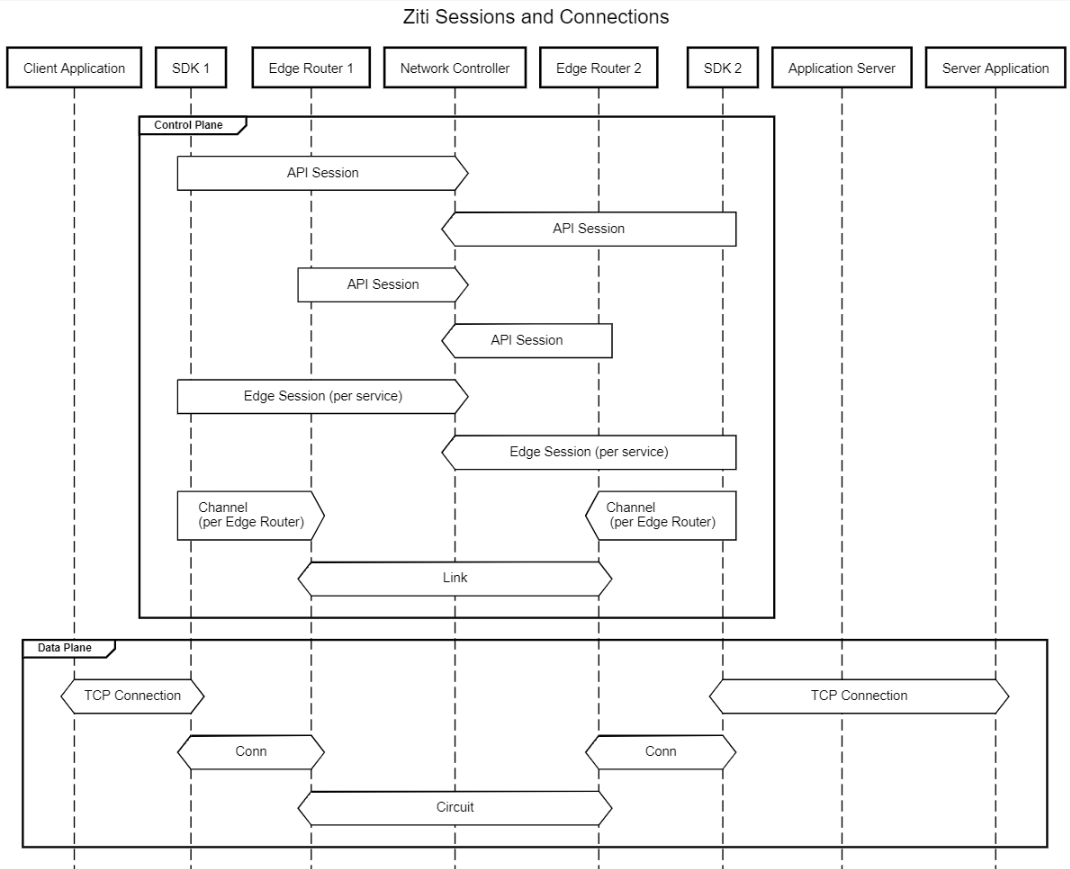 Ziti Sessions and Connections
Client Application
SDK 1
Edge Router 1
Network Controller
Edge Router 2
SDK 2
Application Server
Server Application
Control Plane
API Session
API Session
API Session
API Session
Edge Session (per service)
Edge Session (per service)
Channel
(per Edge Router)
Channel
(per Edge Router)
Link
Data Plane
TCP Connection
TCP Connection
Conn
Conn
Circuit